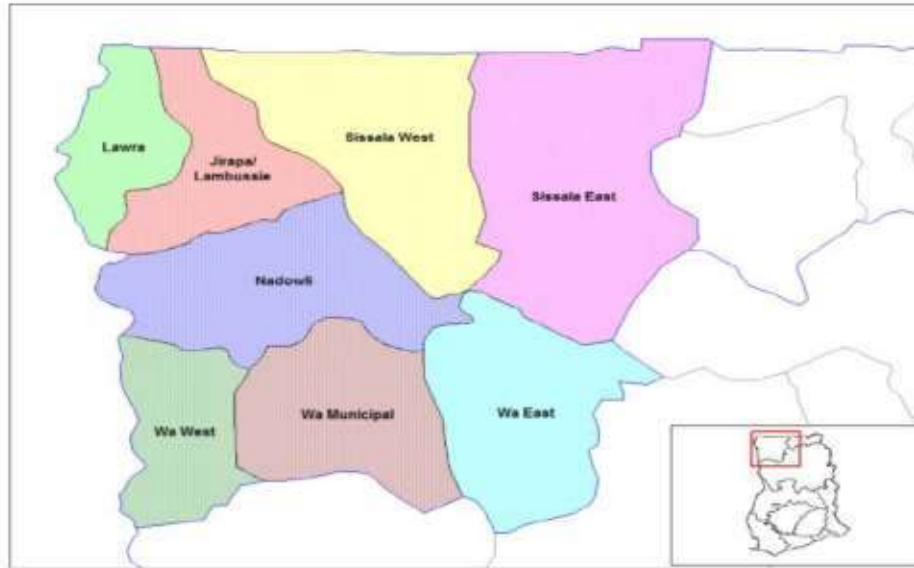 Lawra
Jirapa/
Lambussie
Sissala West
Sissala East
Nadowli
Wa West
Wa Municipal
Wa East